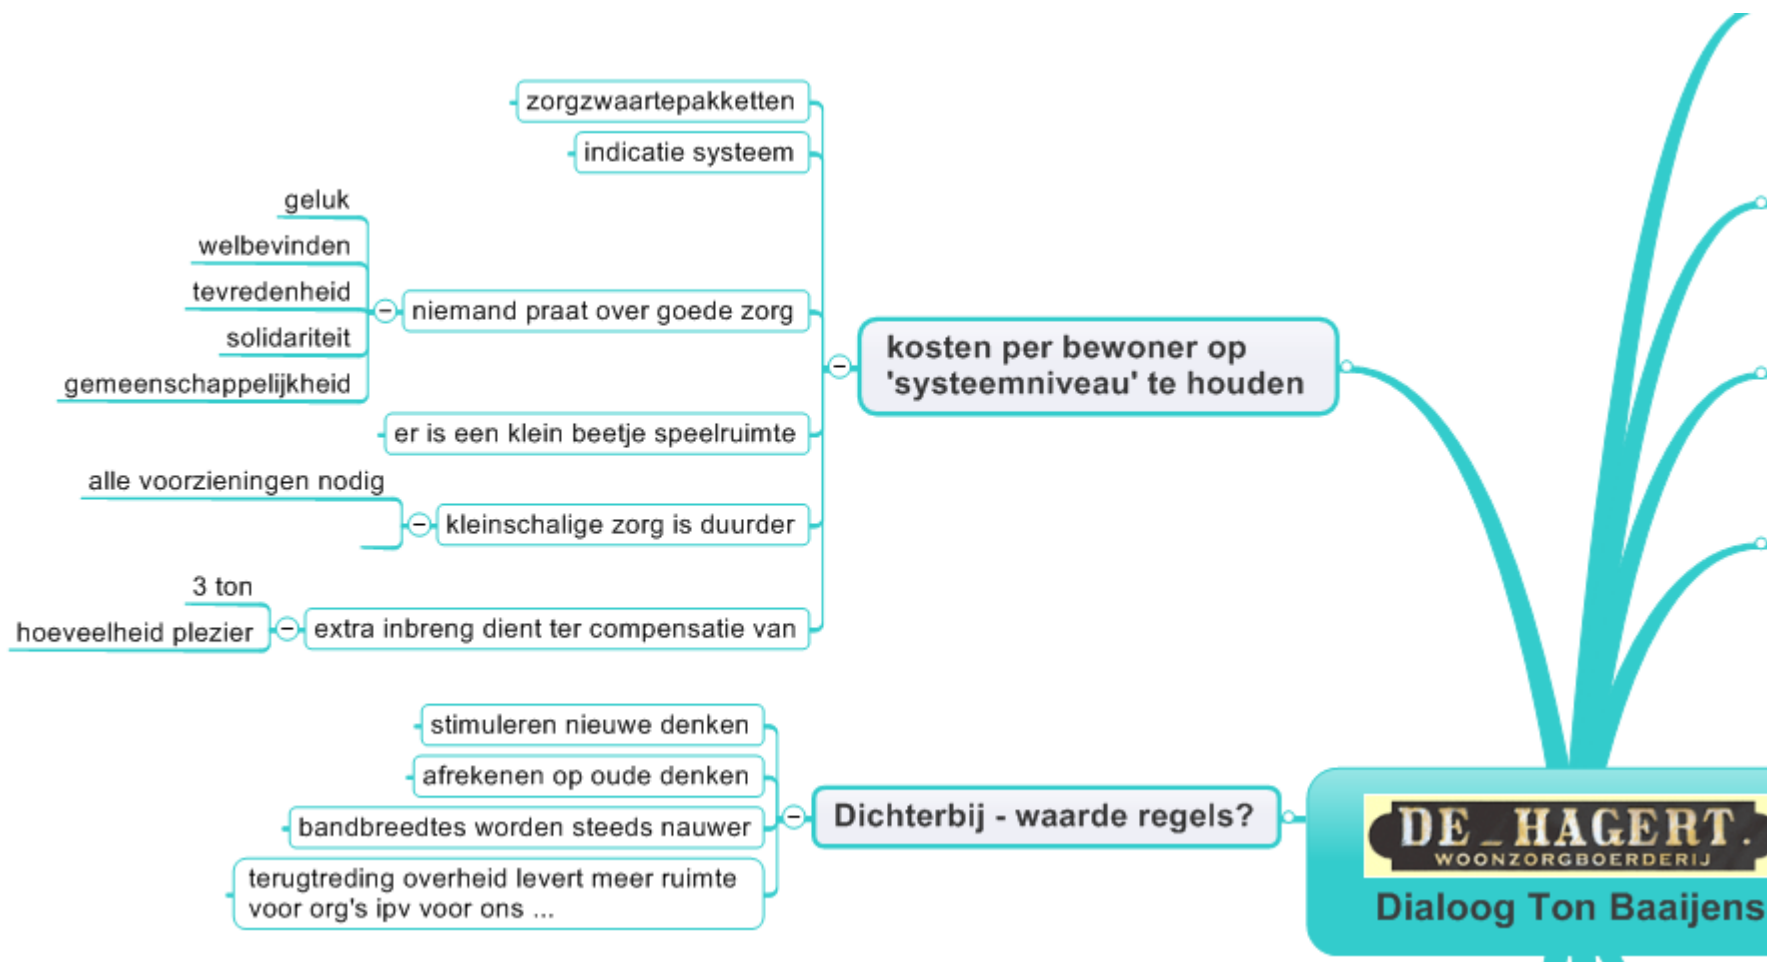 zorgzwaartepakketten
indicatie systeem
geluk
welbevinden
tevredenheid
solidariteit
gemeenschappelijkheid
niemand praat over goede zorg
er is een klein beetje speelruimte
alle voorzieningen nodig
kleinschalige zorg is duurder
3 ton
hoeveelheid plezier
extra inbreng dient ter compensatie van
kosten per bewoner op
'systeemniveau' te houden
stimuleren nieuwe denken
afrekenen op oude denken
bandbreedtes worden steeds nauwer
terugtreding overheid levert meer ruimte
voor org's ipv voor ons ...
Dichterbij - waarde regels?
DE_HAGERT.
WOONZORGBOERDERIJ
Dialoog Ton Baaijens